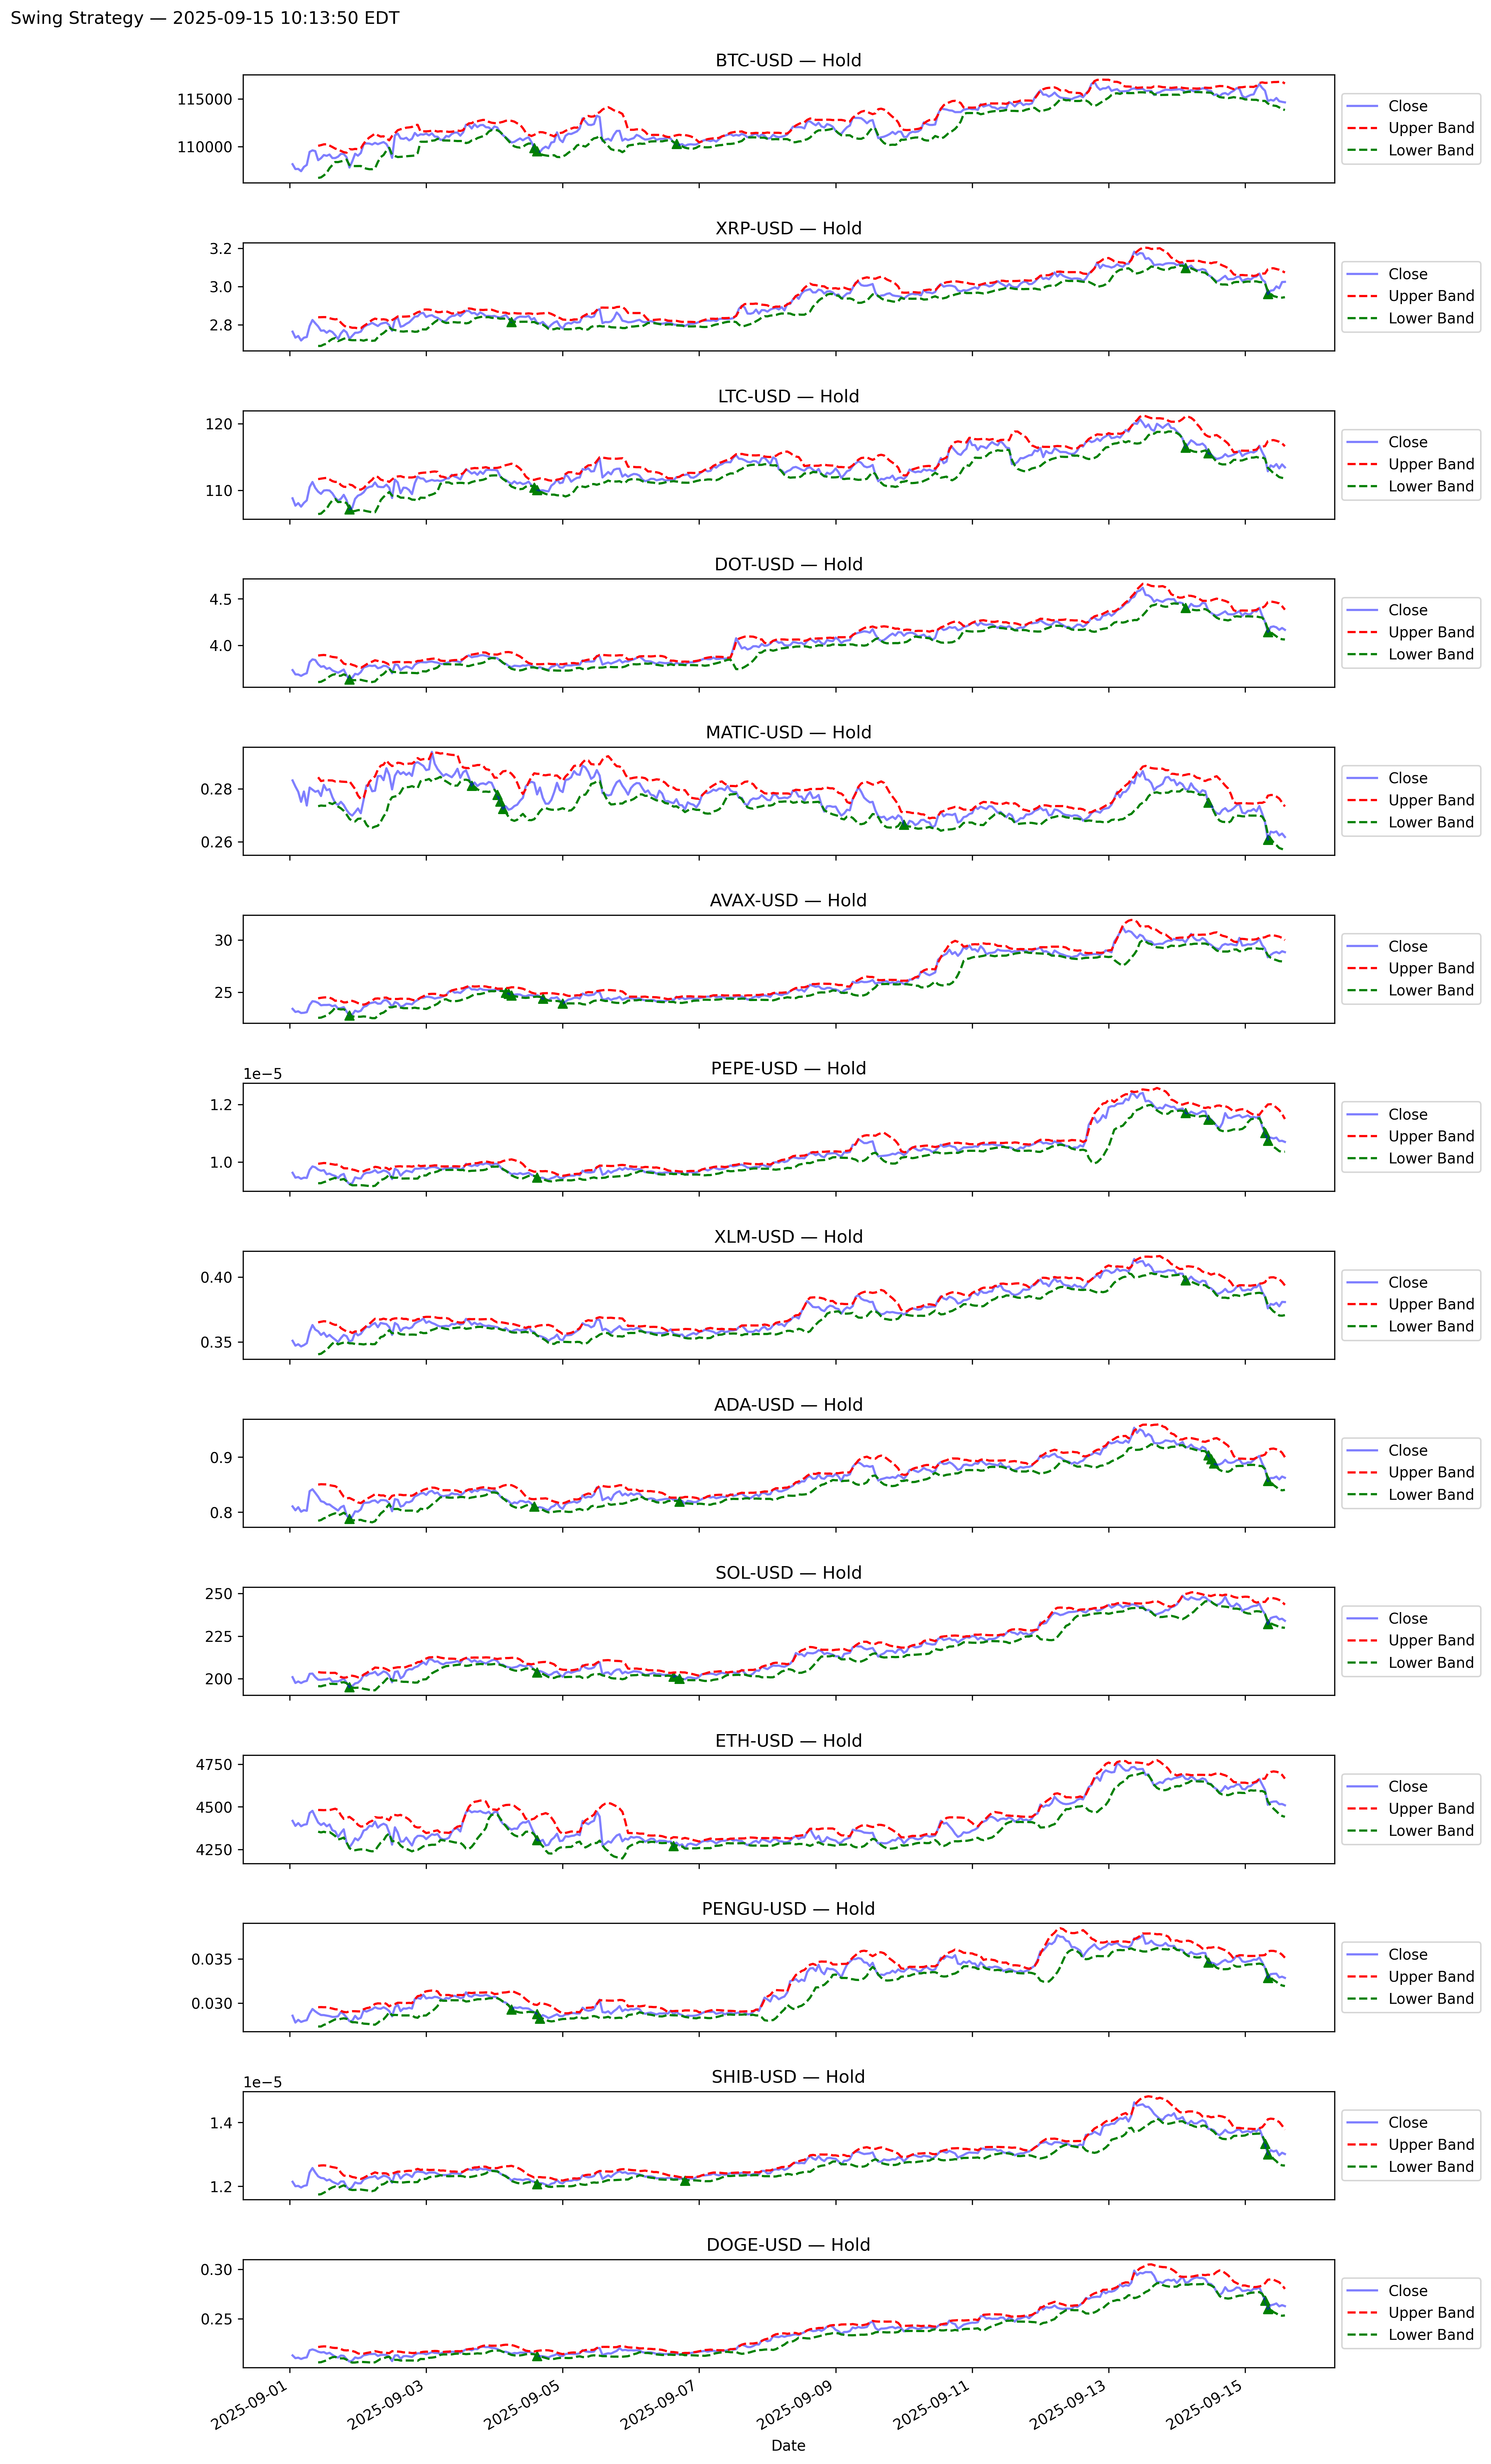 Swing Strategy — 2025-09-15 10:13:50 EDT
BTC-USD — Hold
115000
110000
Close
Upper Band
Lower Band
XRP-USD — Hold
3.2
3.0
2.8
Close
Upper Band
Lower Band
LTC-USD — Hold
120
110
Close
Upper Band
Lower Band
DOT-USD — Hold
4.5
4.0
Close
Upper Band
Lower Band
MATIC-USD — Hold
0.28
0.26
Close
Upper Band
Lower Band
AVAX-USD — Hold
30
25
Close
Upper Band
Lower Band
PEPE-USD — Hold
1e−5
1.2
1.0
Close
Upper Band
Lower Band
XLM-USD — Hold
0.40
0.35
Close
Upper Band
Lower Band
ADA-USD — Hold
0.9
0.8
Close
Upper Band
Lower Band
SOL-USD — Hold
250
225
200
Close
Upper Band
Lower Band
ETH-USD — Hold
4750
4500
4250
Close
Upper Band
Lower Band
PENGU-USD — Hold
0.035
0.030
Close
Upper Band
Lower Band
SHIB-USD — Hold
1e−5
1.4
1.2
Close
Upper Band
Lower Band
DOGE-USD — Hold
0.30
0.25
Close
Upper Band
Lower Band
2025-09-01
2025-09-03
2025-09-05
2025-09-07
2025-09-09
2025-09-11
2025-09-13
2025-09-15
Date